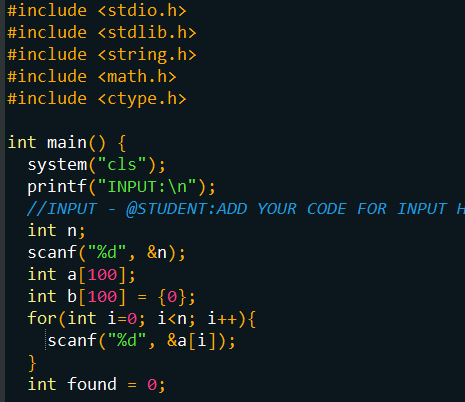 #include <stdio.h>
#include <stdlib.h>
#include <string.h>
#include <math.h>
#include <ctype.h>
int main() {
system("cls");
printf("INPUT:\n");
//INPUT - @STUDENT:ADD YOUR CODE FOR INPUT H
int n;
scanf("%d", &n);
int a[100];
int b[100] = {0};
for(int i=0; i<n; i++){
scanf("%d", &a[i]);
}
int found = 0;